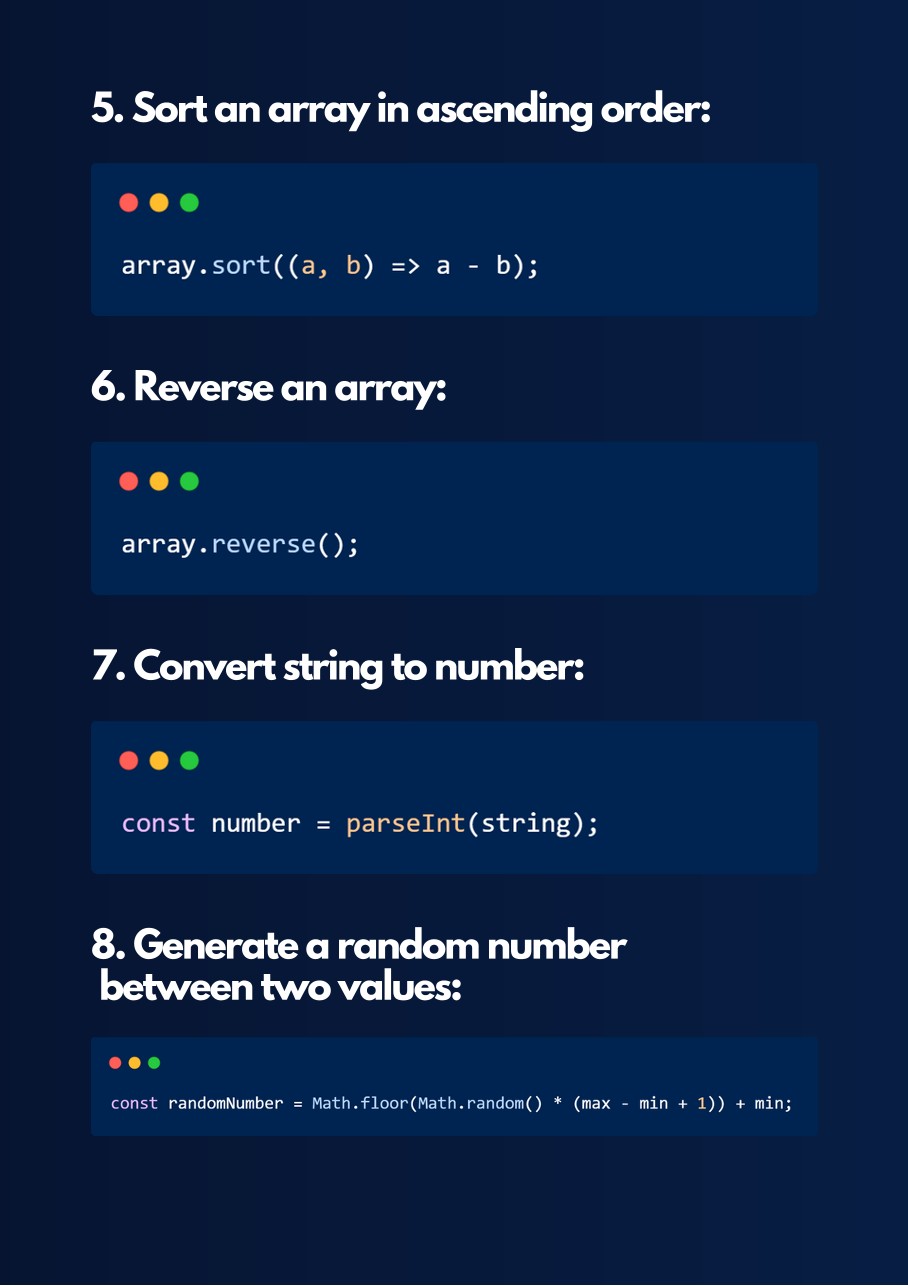 5. Sort an array in ascending order:
array.sort((a, b) => a - b);
6. Reverse an array:
array.reverse();
7. Convert string to number:
const number = parseInt(string);
8. Generate a random number
between two values:
const randomNumber = Math.floor(Math.random() * (max - min + 1)) + min;